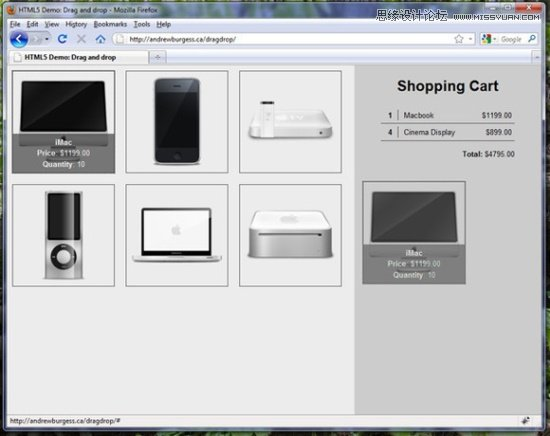 HTML5 Demo: Drag and drop - Mozilla Firefox
思缘设计论坛 WWW.MISSYUAN.COM
File Edit View History Bookmarks Tools Help
http://andrewburgess.ca/dragdrop/
Google
HTML5 Demo: Drag and drop
Shopping Cart
1 Macbook $1199.00
4 Cinema Display $899.00
Total: $4795.00
iMac
Price: $1199.00
Quantity: 10
iMac
Price: $1199.00
Quantity: 10
http://andrewburgess.ca/dragdrop/#